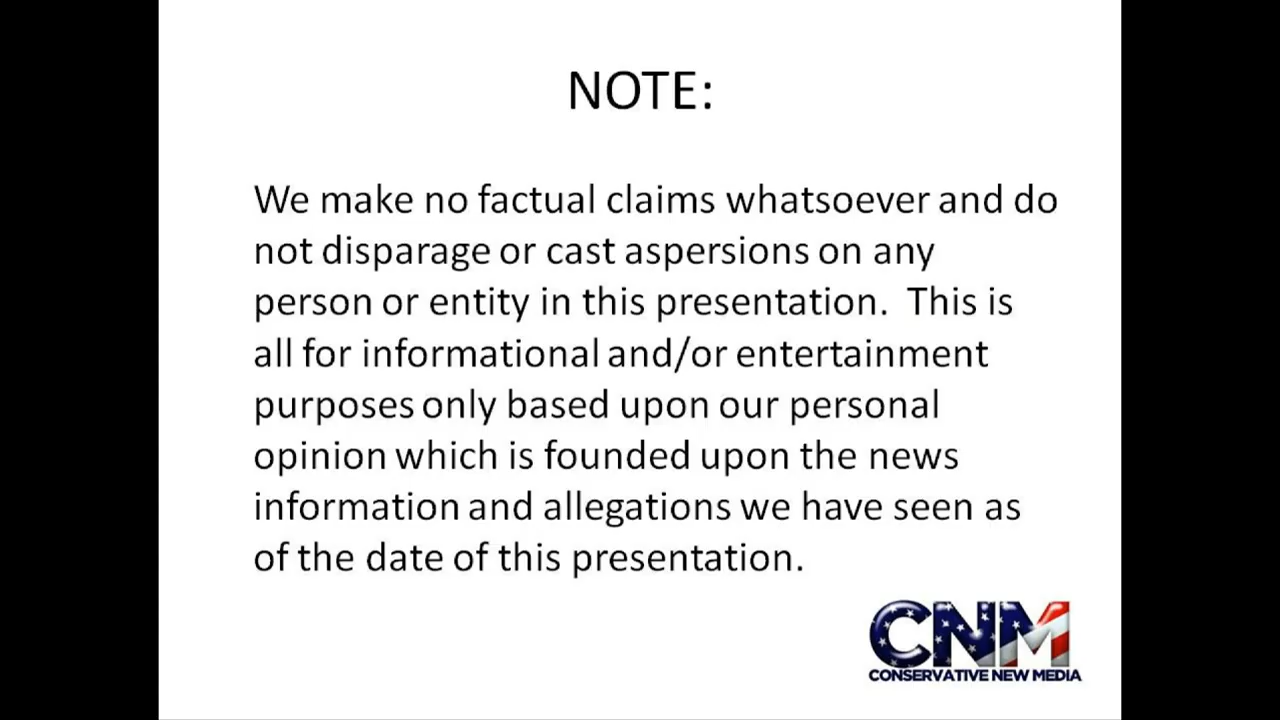 NOTE:
We make no factual claims whatsoever and do
not disparage or cast aspersions on any
person or entity in this presentation.  This is
all for informational and/or entertainment
purposes only based upon our personal
opinion which is founded upon the news
information and allegations we have seen as
of the date of this presentation.
CNM
CONSERVATIVE NEW MEDIA